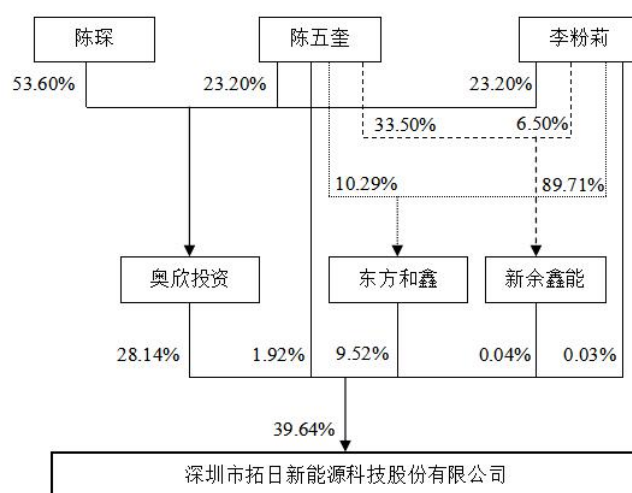 陈琛 陈五奎 李粉莉
53.60% 23.20% 23.20%
33.50% 6.50%
10.29% 89.71%
奥欣投资 东方和鑫 新余鑫能
28.14% 1.92% 9.52% 0.04% 0.03%
39.64%
深圳市拓日新能源科技股份有限公司